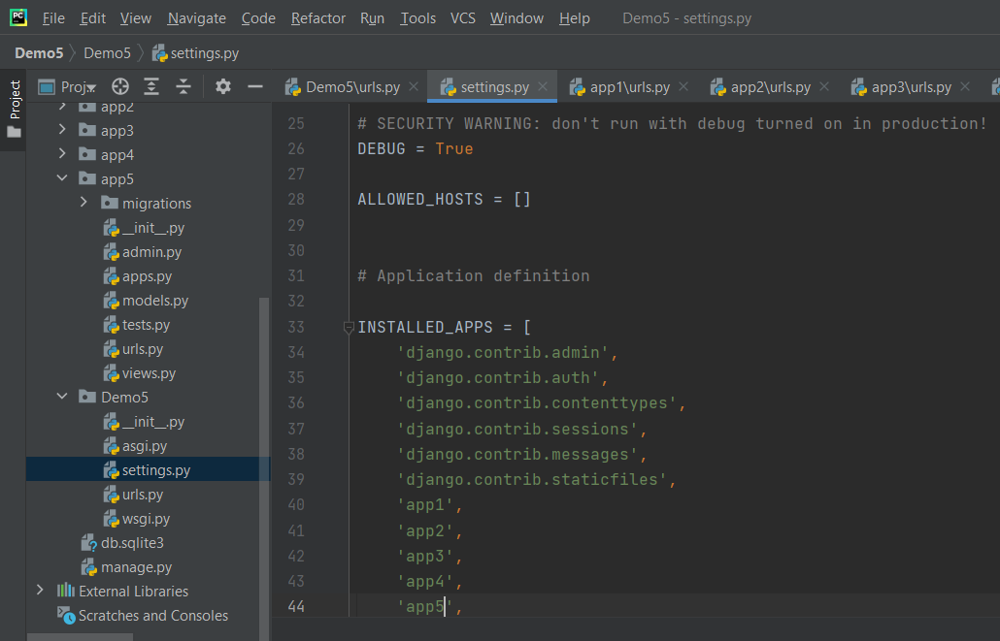 PC File Edit View Navigate Code Refactor Run Tools VCS Window Help Demo5 - settings.py
Demo5 Demo5 settings.py
Project
Proj
Demo5\urls.py settings.py app1\urls.py app2\urls.py app3\urls.py
app2
app3
app4
app5
migrations
__init__.py
admin.py
apps.py
models.py
tests.py
urls.py
views.py
Demo5
__init__.py
asgi.py
settings.py
urls.py
wsgi.py
db.sqlite3
manage.py
External Libraries
Scratches and Consoles
25 # SECURITY WARNING: don't run with debug turned on in production!
26 DEBUG = True
27
28 ALLOWED_HOSTS = []
29
30
31 # Application definition
32
33 INSTALLED_APPS = [
34 'django.contrib.admin',
35 'django.contrib.auth',
36 'django.contrib.contenttypes',
37 'django.contrib.sessions',
38 'django.contrib.messages',
39 'django.contrib.staticfiles',
40 'app1',
41 'app2',
42 'app3',
43 'app4',
44 'app5',